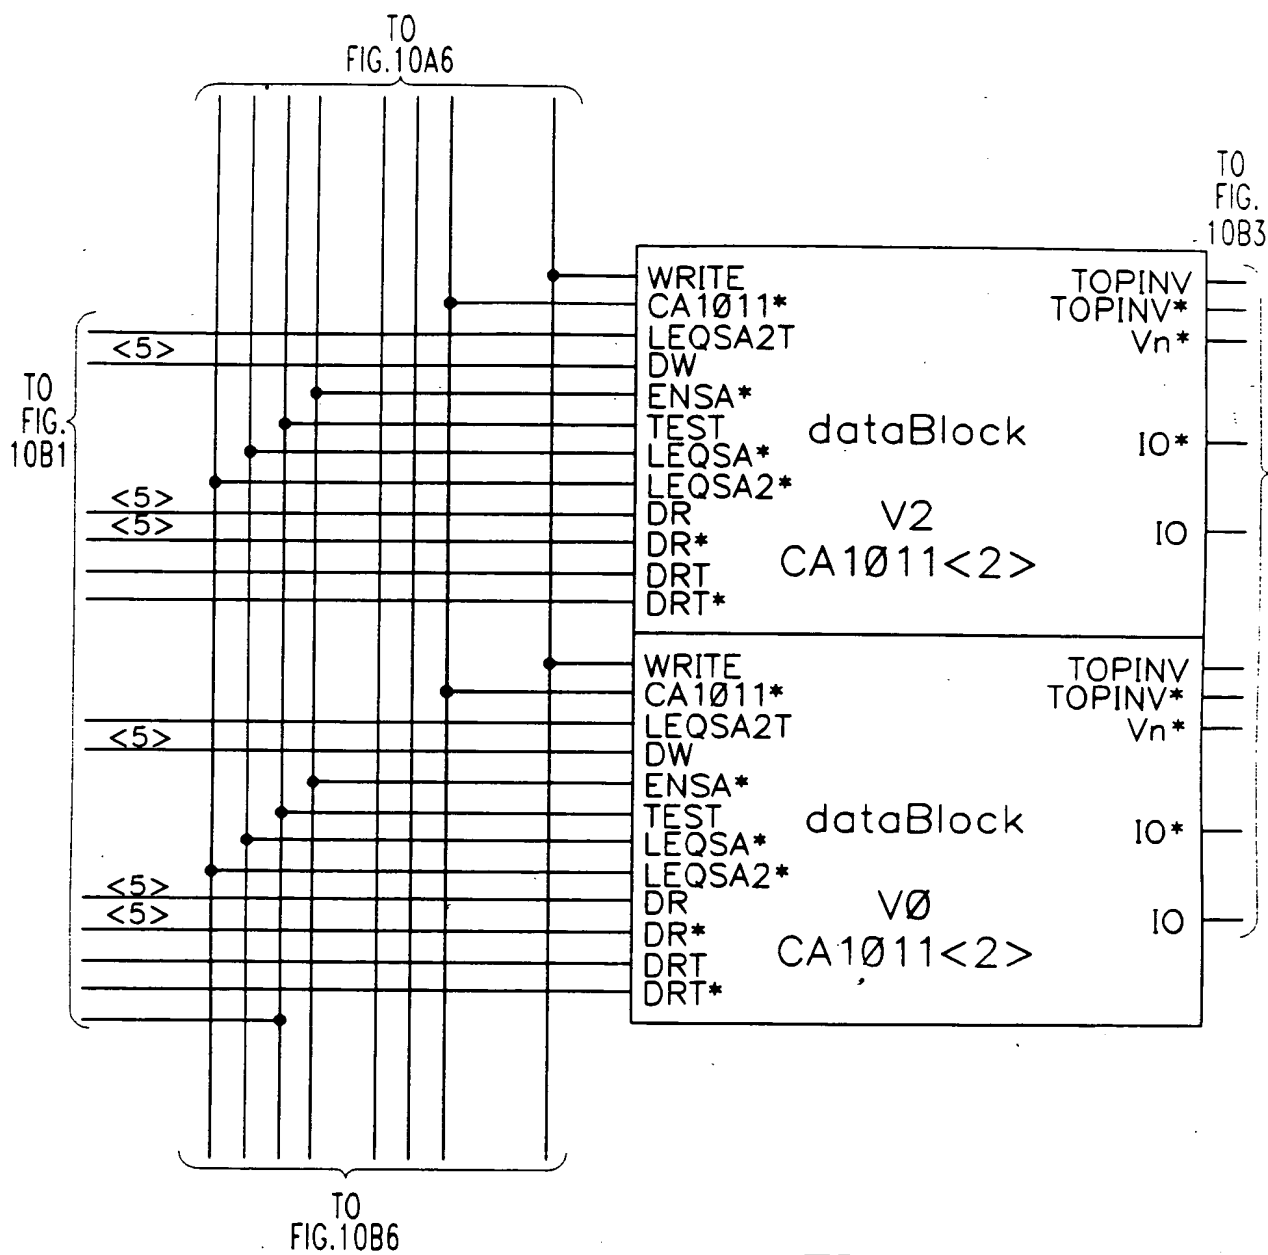 TO
FIG.10A6
TO
FIG.
10B3
TO
FIG.
10B1
<5>
<5>
<5>
WRITE
CA1Ø11*
LEQSA2T
DW
ENSA*
TEST
LEQSA*
LEQSA2*
DR
DR*
DRT
DRT*
dataBlock
V2
CA1Ø11<2>
TOPINV
TOPINV*
Vn*
IO*
IO
<5>
<5>
<5>
WRITE
CA1Ø11*
LEQSA2T
DW
ENSA*
TEST
LEQSA*
LEQSA2*
DR
DR*
DRT
DRT*
dataBlock
VØ
CA1Ø11<2>
TOPINV
TOPINV*
Vn*
IO*
IO
TO
FIG.10B6